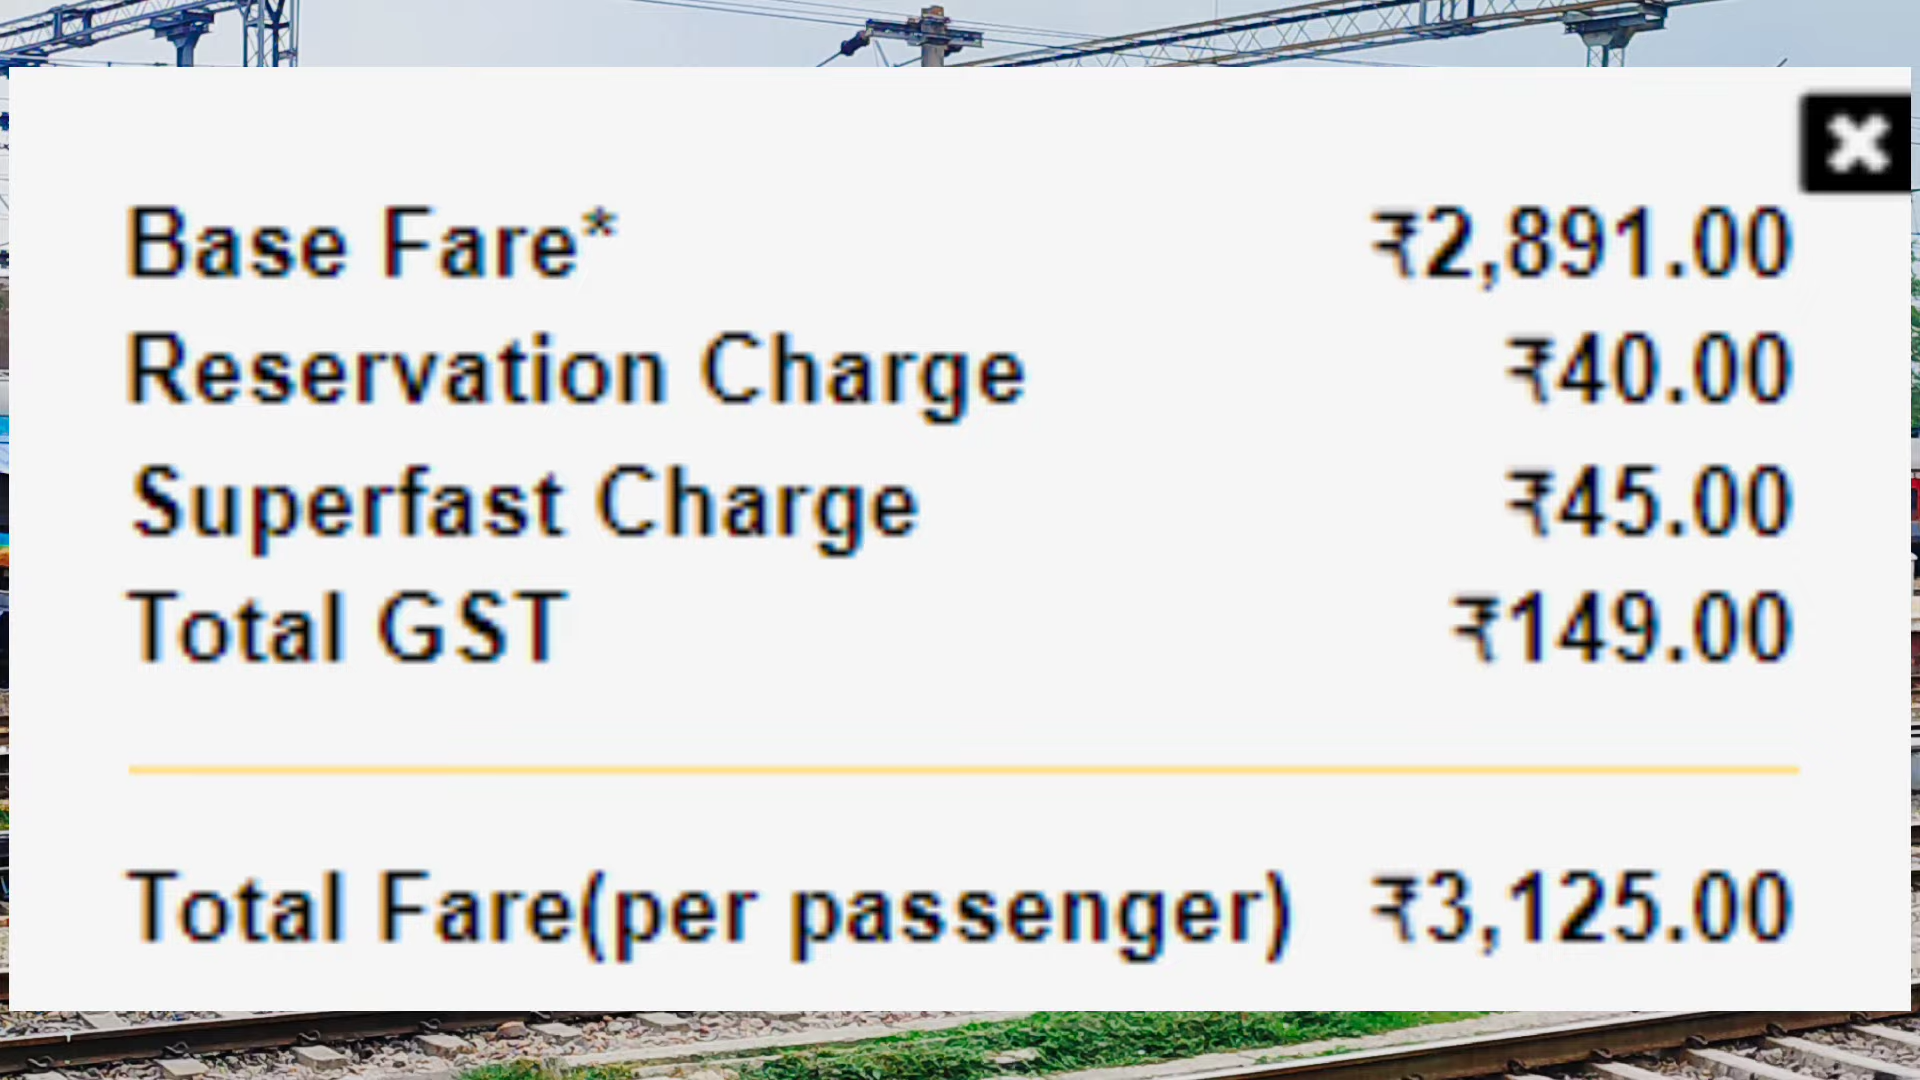 Base Fare* ₹2,891.00
Reservation Charge ₹40.00
Superfast Charge ₹45.00
Total GST ₹149.00
Total Fare(per passenger) ₹3,125.00